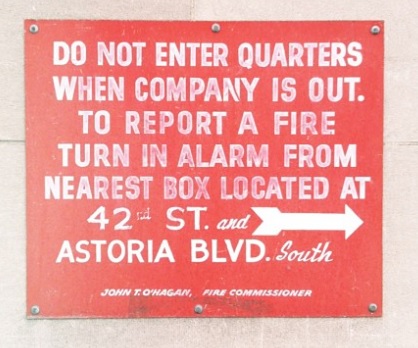 DO NOT ENTER QUARTERS
WHEN COMPANY IS OUT.
TO REPORT A FIRE
TURN IN ALARM FROM
NEAREST BOX LOCATED AT
42nd ST. and
ASTORIA BLVD. South
JOHN T. O'HAGAN, FIRE COMMISSIONER